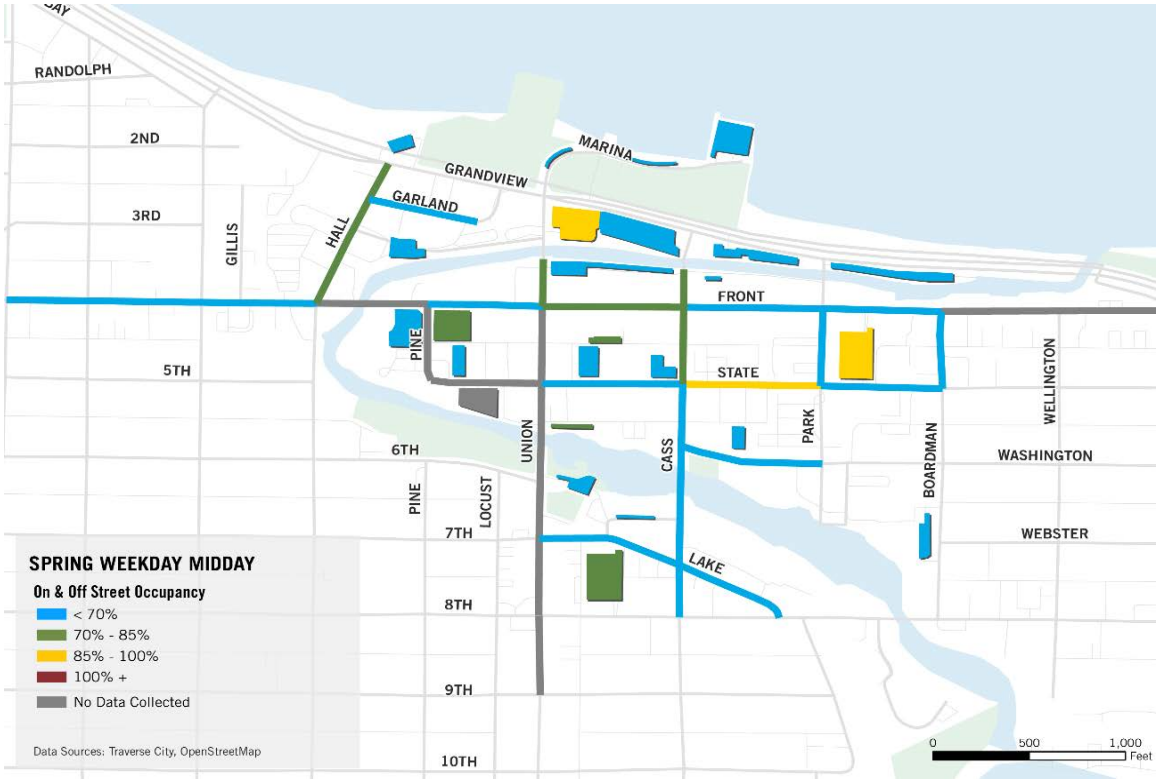 BAY
RANDOLPH
2ND
MARINA
GRANDVIEW
GARLAND
3RD
HALL
GILLIS
FRONT
PINE
5TH
STATE
WELLINGTON
PARK
UNION
CASS
BOARDMAN
6TH
WASHINGTON
PINE
LOCUST
7TH
WEBSTER
LAKE
8TH
9TH
10TH
SPRING WEEKDAY MIDDAY
On & Off Street Occupancy
< 70%
70% - 85%
85% - 100%
100% +
No Data Collected
Data Sources: Traverse City, OpenStreetMap
0 500 1,000
Feet